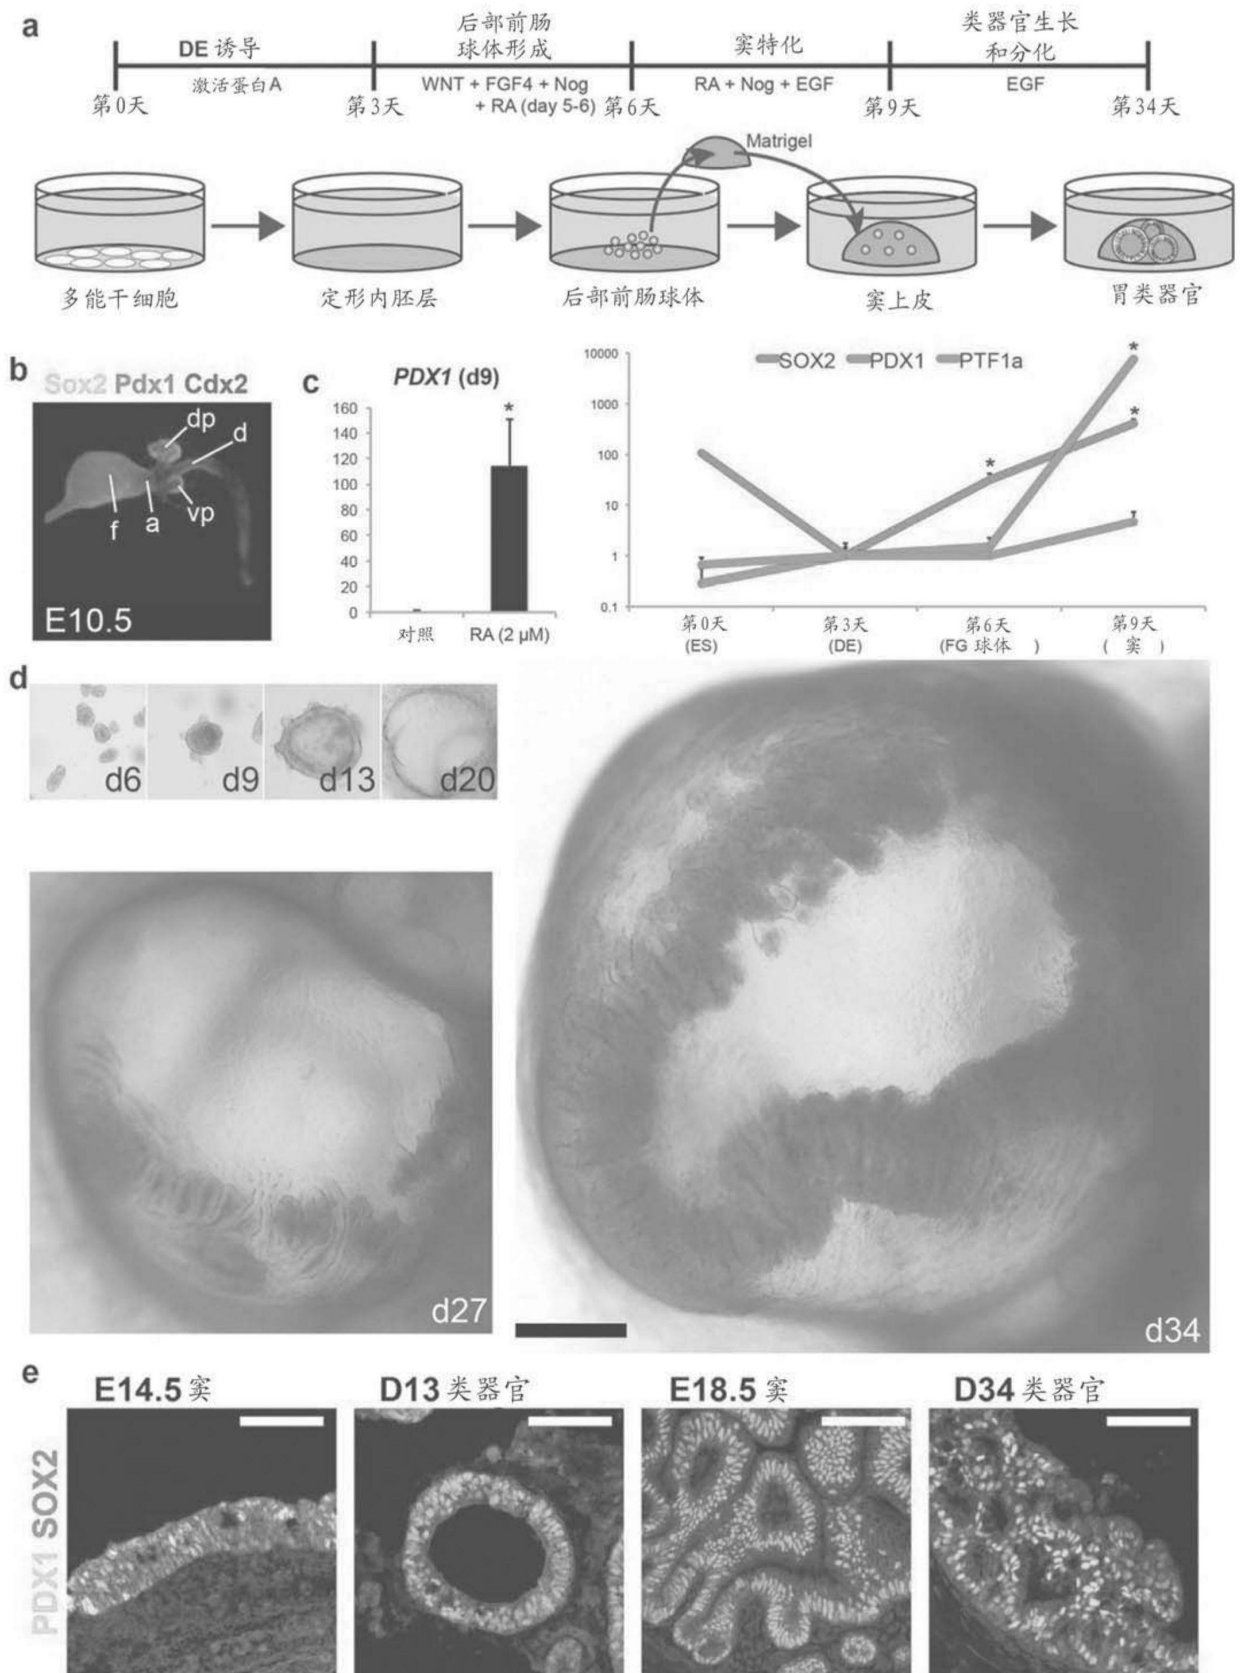 a
DE 诱导
后部前肠
球体形成
窦特化
类器官生长
和分化
激活蛋白A
WNT + FGF4 + Nog
+ RA (day 5-6)
RA + Nog + EGF
EGF
第0天
第3天
第6天
第9天
第34天
Matrigel
多能干细胞
定形内胚层
后部前肠球体
窦上皮
胃类器官
b
Sox2 Pdx1 Cdx2
dp
d
f
a
vp
E10.5
c
PDX1 (d9)
*
160
140
120
100
80
60
40
20
0
对照
RA (2 µM)
SOX2
PDX1
PTF1a
10000
1000
100
10
1
0.1
*
*
*
第0天
(ES)
第3天
(DE)
第6天
(FG 球体 )
第9天
( 窦 )
d
d6
d9
d13
d20
d27
d34
e
E14.5 窦
D13 类器官
E18.5 窦
D34 类器官
PDX1 SOX2